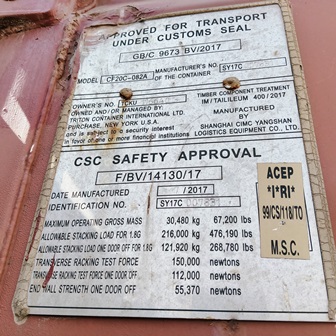 APPROVED FOR TRANSPORT
UNDER CUSTOMS SEAL
GB/C 9673 BV/2017
MODEL CF20C-082A MANUFACTURER'S NO. OF THE CONTAINER SY17C
OWNER'S NO. TCKU
OWNED AND/OR MANAGED BY:
TRITON CONTAINER INTERNATIONAL LTD.
PURCHASE, NEW YORK U.S.A.
and is subject to a security interest
in favor of one or more financial institutions
TIMBER COMPONENT TREATMENT
IM / TAILILEUM 400 / 2017
MANUFACTURED BY
SHANGHAI CIMC YANGSHAN
LOGISTICS EQUIPMENT CO., LTD.
CSC SAFETY APPROVAL
F/BV/14130/17
DATE MANUFACTURED / 2017
IDENTIFICATION NO. SY17C
MAXIMUM OPERATING GROSS MASS 30,480 kg 67,200 lbs
ALLOWABLE STACKING LOAD FOR 1.8G 216,000 kg 476,190 lbs
ALLOWABLE STACKING LOAD ONE DOOR OFF FOR 1.8G 121,920 kg 268,780 lbs
TRANSVERSE RACKING TEST FORCE 150,000 newtons
TRANSVERSE RACKING TEST FORCE ONE DOOR OFF 112,000 newtons
END WALL STRENGTH ONE DOOR OFF 55,370 newtons
ACEP
*I*RI*
99/CS/118/TO
M.S.C.